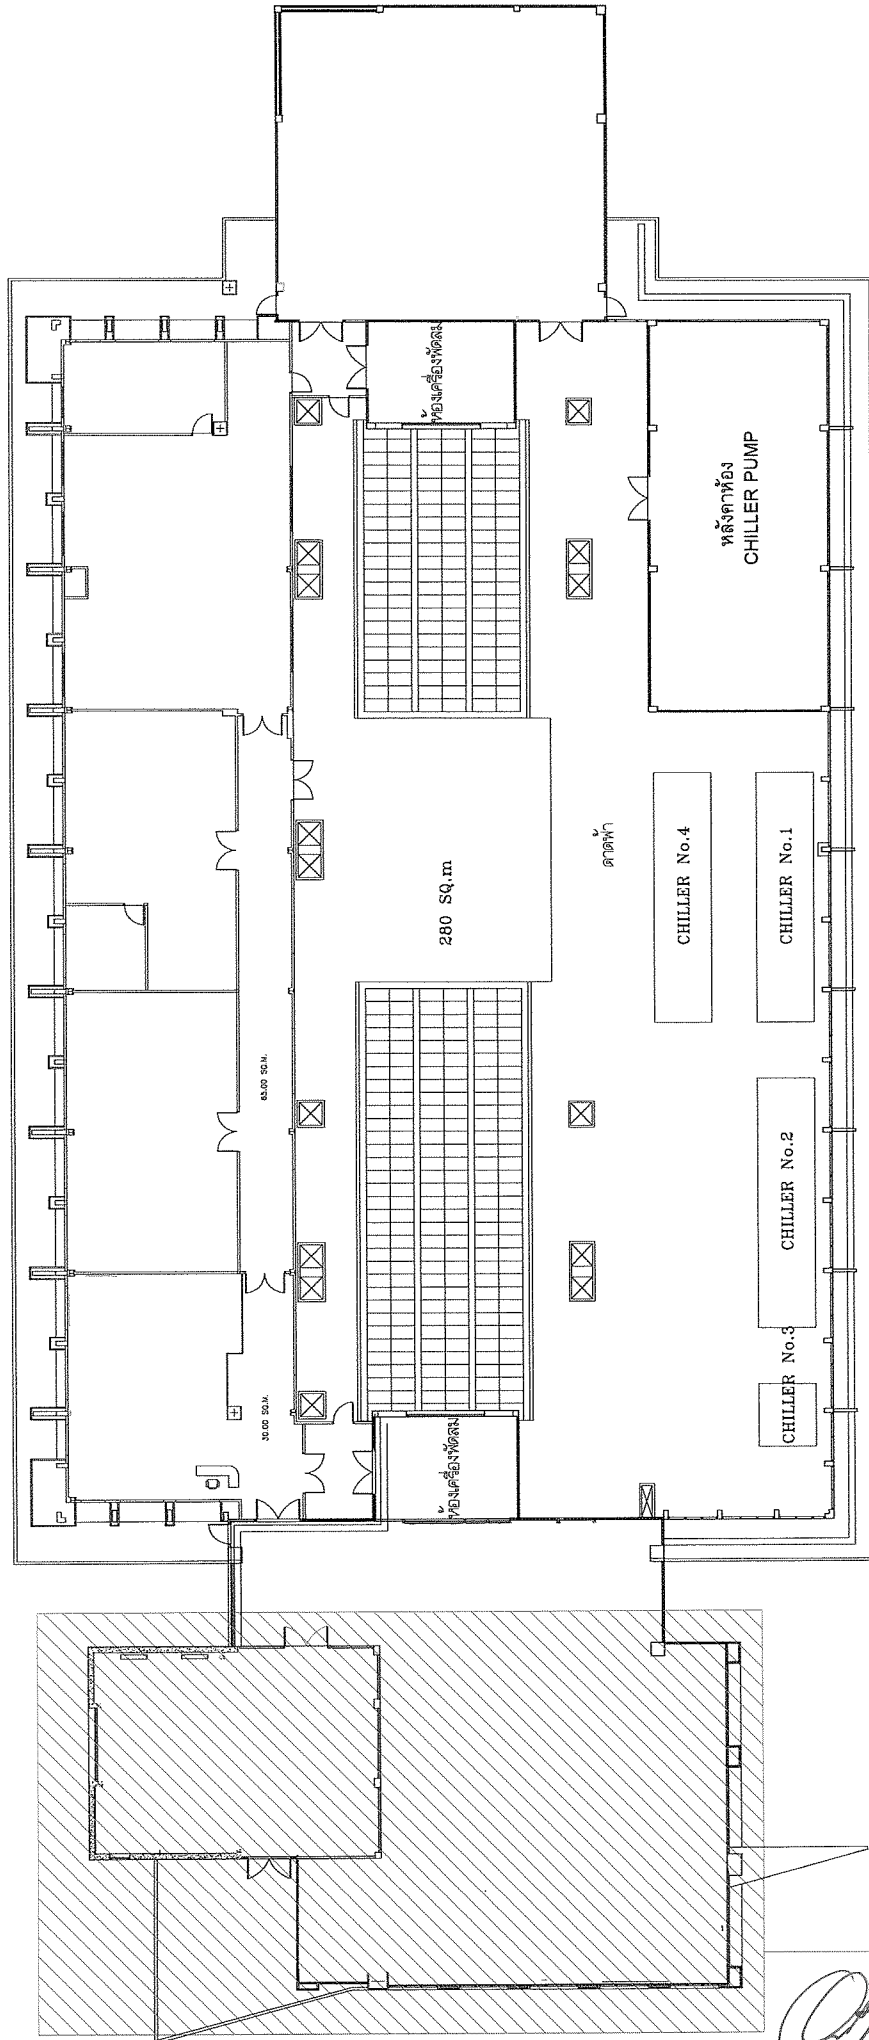 ห้องเครื่องพัดลม
หลังคาห้อง
CHILLER PUMP
ดาดฟ้า
CHILLER No.4
CHILLER No.1
280 SQ.m
65.00 SQ.M.
CHILLER No.2
CHILLER No.3
30.00 SQ.M.
ห้องเครื่องพัดลม